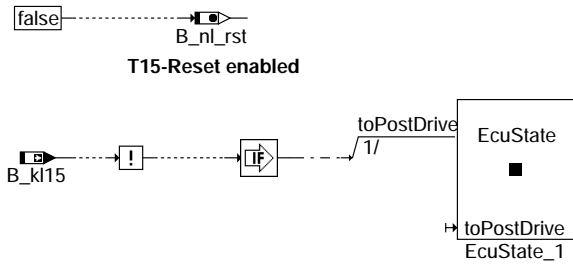 false
B_nl_rst
T15-Reset enabled
toPostDrive
1/
EcuState
B_kl15
!
IF
toPostDrive
EcuState_1